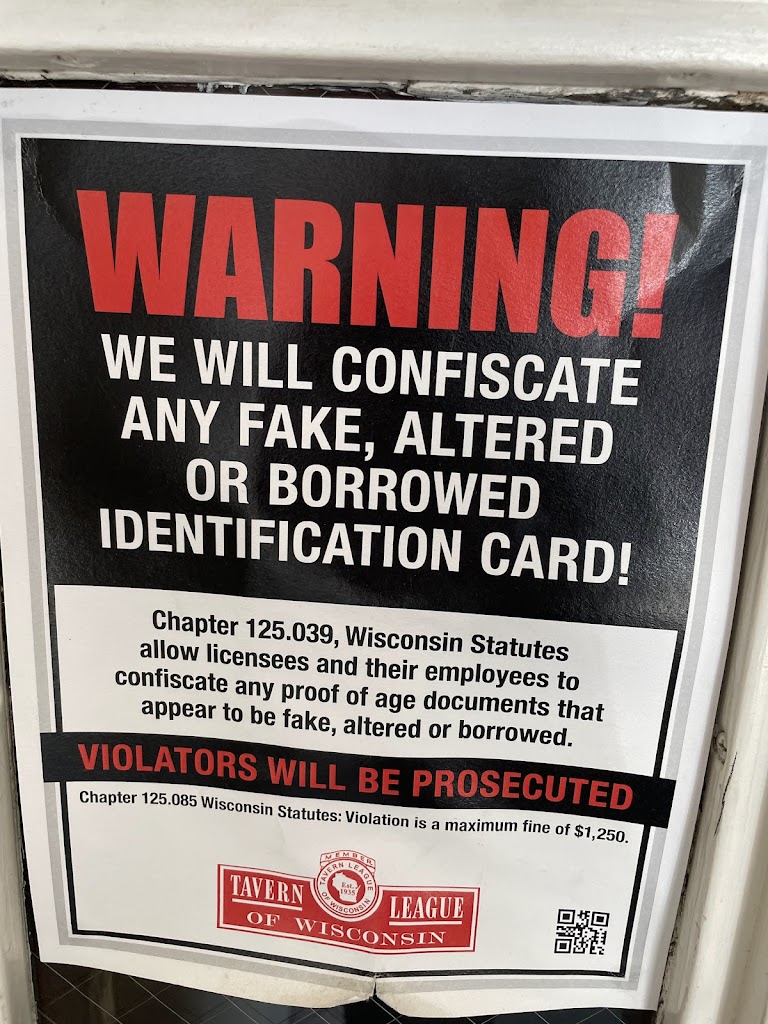 WARNING!
WE WILL CONFISCATE
ANY FAKE, ALTERED
OR BORROWED
IDENTIFICATION CARD!
Chapter 125.039, Wisconsin Statutes
allow licensees and their employees to
confiscate any proof of age documents that
appear to be fake, altered or borrowed.
VIOLATORS WILL BE PROSECUTED
Chapter 125.085 Wisconsin Statutes: Violation is a maximum fine of $1,250.
MEMBER
TAVERN LEAGUE
Est.
1935
OF WISCONSIN
TAVERN LEAGUE
OF WISCONSIN